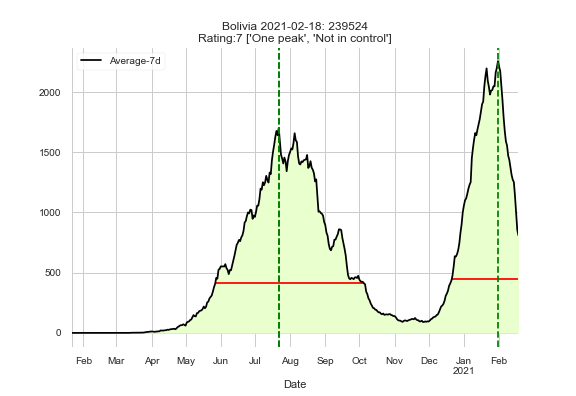 Bolivia 2021-02-18: 239524
Rating:7 ['One peak', 'Not in control']
Average-7d
2000
1500
1000
500
0
Feb Mar Apr May Jun Jul Aug Sep Oct Nov Dec Jan Feb
2021
Date